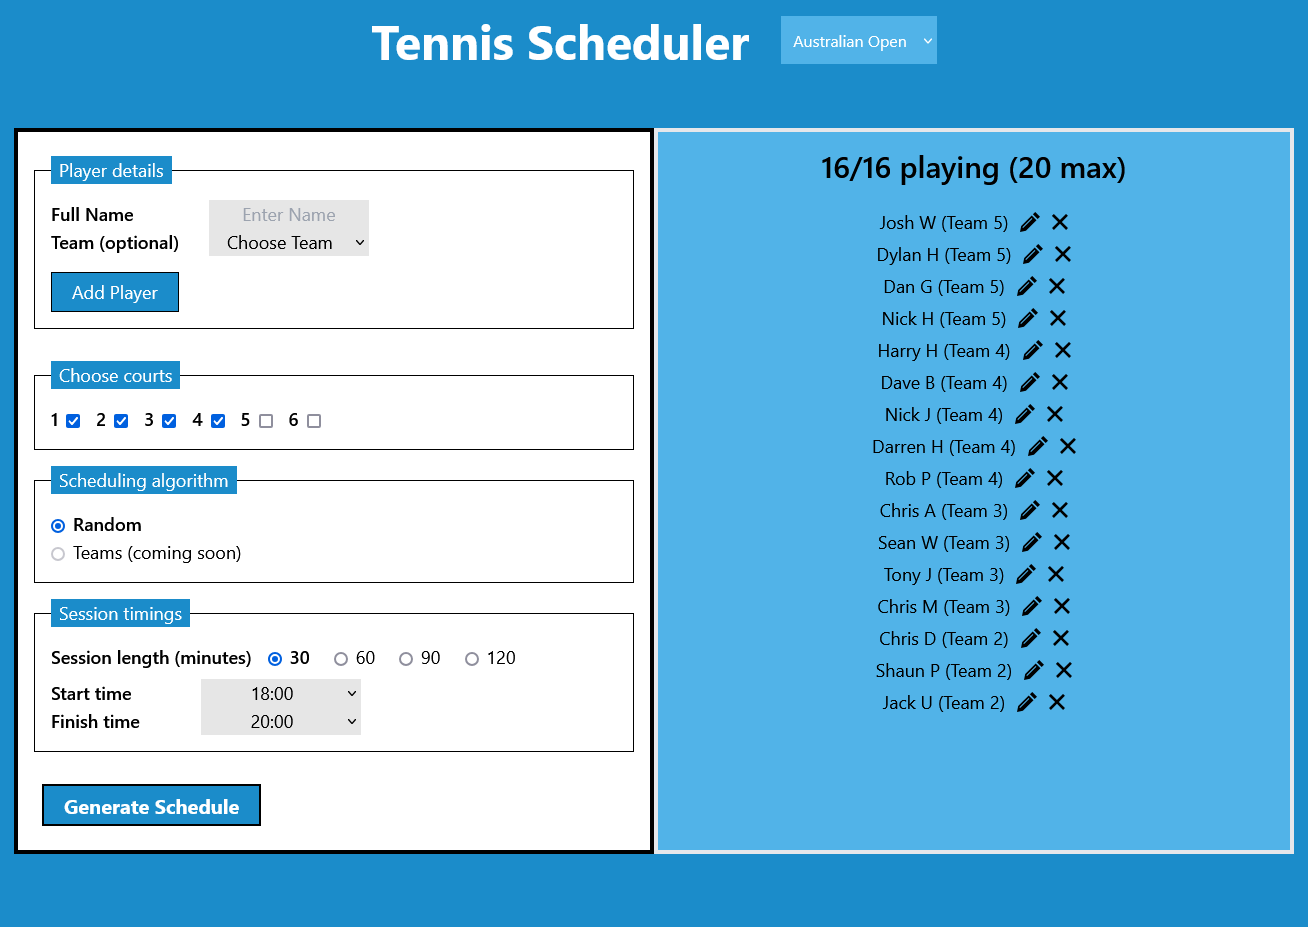 Tennis Scheduler
Australian Open
Player details
Full Name Enter Name
Team (optional) Choose Team
Add Player
Choose courts
1 2 3 4 5 6
Scheduling algorithm
Random
Teams (coming soon)
Session timings
Session length (minutes) 30 60 90 120
Start time 18:00
Finish time 20:00
Generate Schedule
16/16 playing (20 max)
Josh W (Team 5)
Dylan H (Team 5)
Dan G (Team 5)
Nick H (Team 5)
Harry H (Team 4)
Dave B (Team 4)
Nick J (Team 4)
Darren H (Team 4)
Rob P (Team 4)
Chris A (Team 3)
Sean W (Team 3)
Tony J (Team 3)
Chris M (Team 3)
Chris D (Team 2)
Shaun P (Team 2)
Jack U (Team 2)